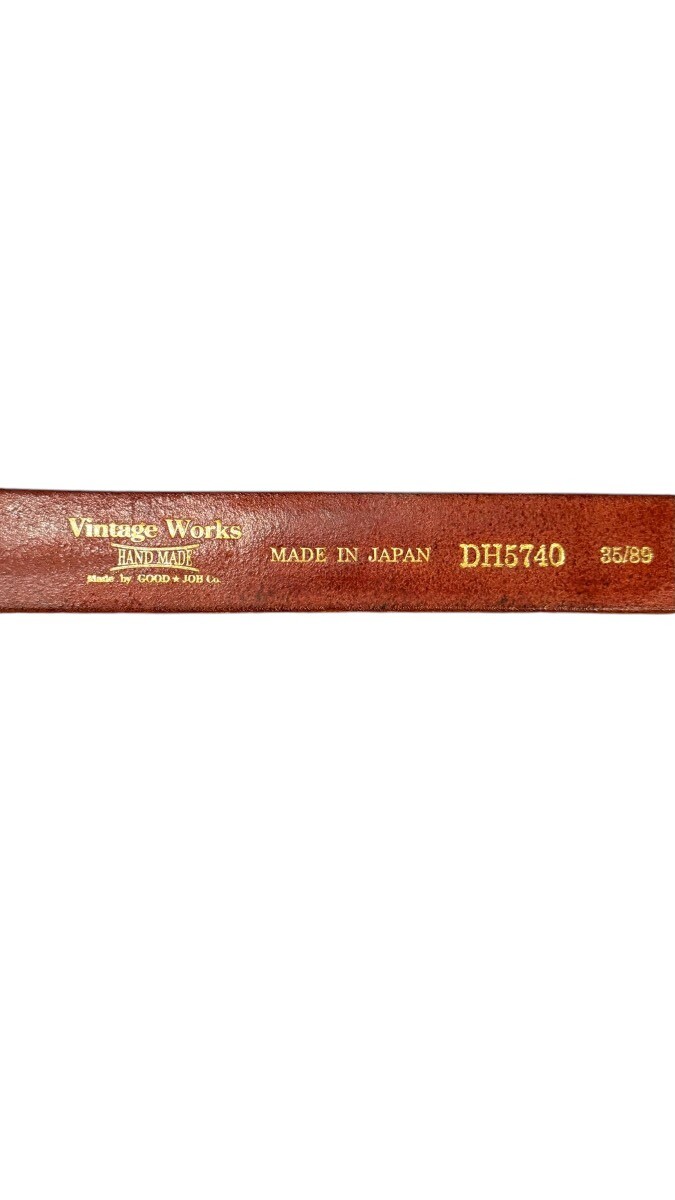 Vintage Works
HAND MADE
Made by GOOD★JOB Co.
MADE IN JAPAN
DH5740
35/89